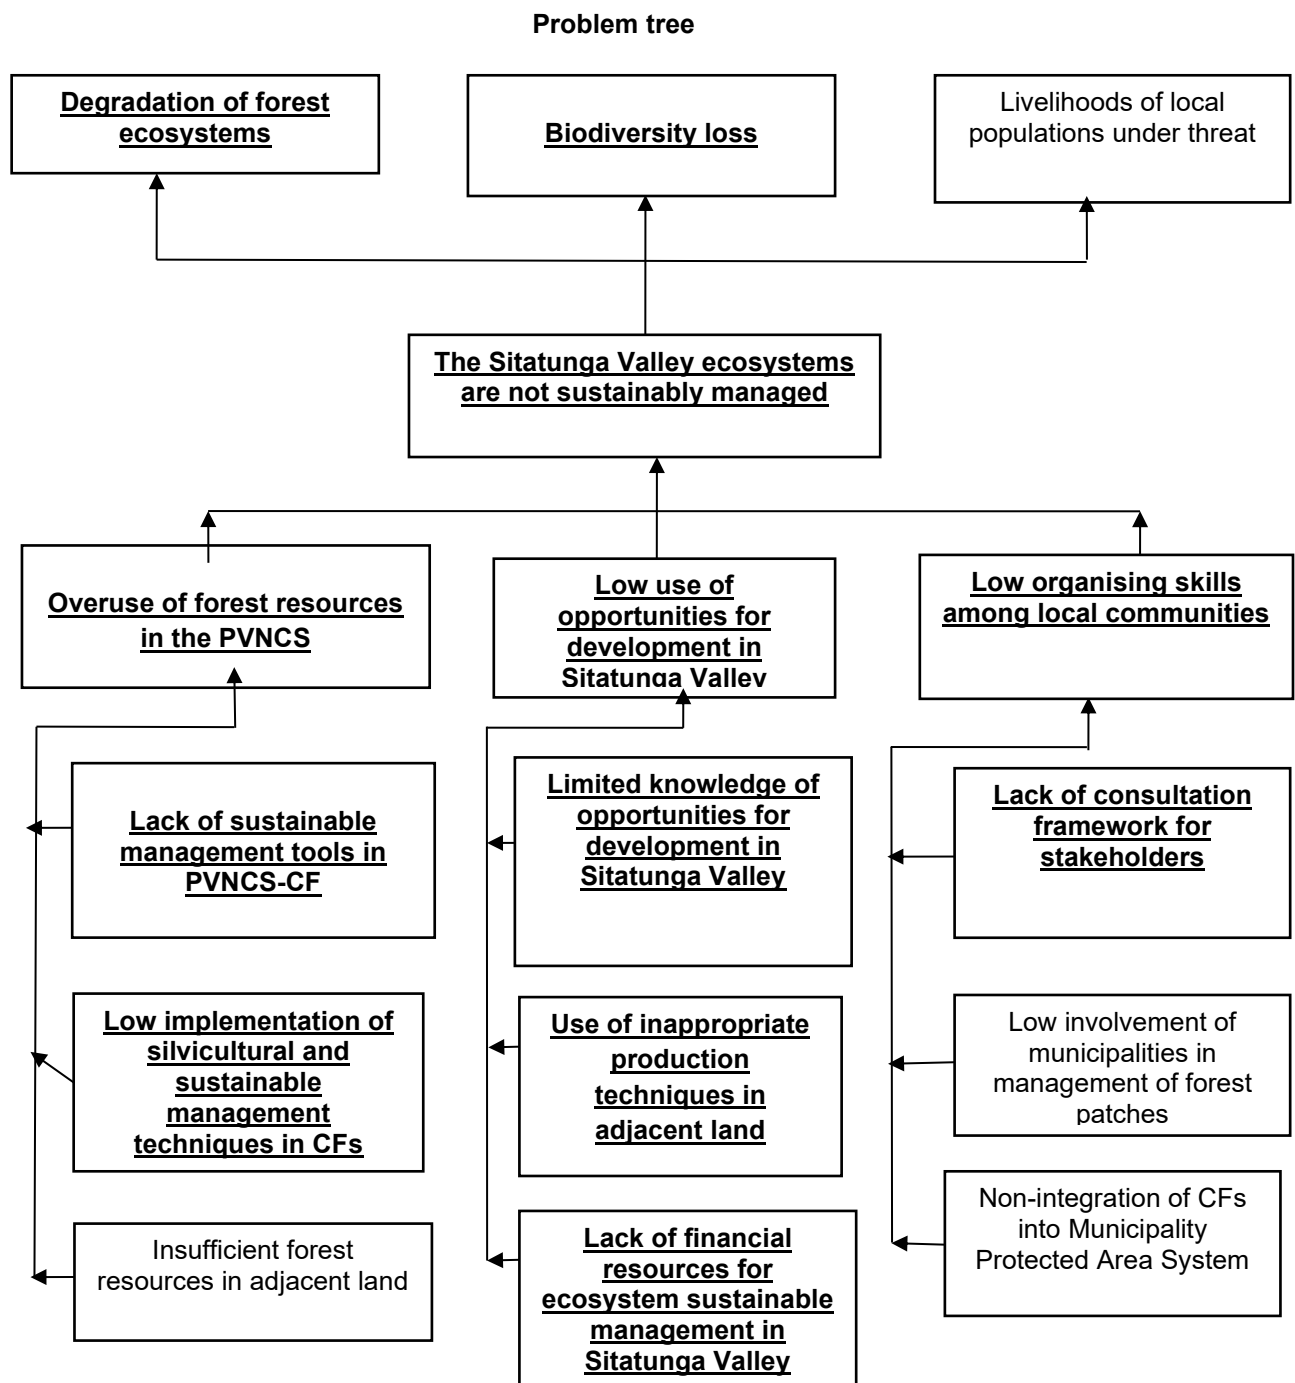 Problem tree
Degradation of forest
ecosystems
Biodiversity loss
Livelihoods of local
populations under threat
The Sitatunga Valley ecosystems
are not sustainably managed
Overuse of forest resources
in the PVNCS
Low use of
opportunities for
development in
Sitatunga Valley
Low organising skills
among local communities
Lack of sustainable
management tools in
PVNCS-CF
Limited knowledge of
opportunities for
development in
Sitatunga Valley
Lack of consultation
framework for
stakeholders
Low implementation of
silvicultural and
sustainable
management
techniques in CFs
Use of inappropriate
production
techniques in
adjacent land
Low involvement of
municipalities in
management of forest
patches
Insufficient forest
resources in adjacent land
Lack of financial
resources for
ecosystem sustainable
management in
Sitatunga Valley
Non-integration of CFs
into Municipality
Protected Area System